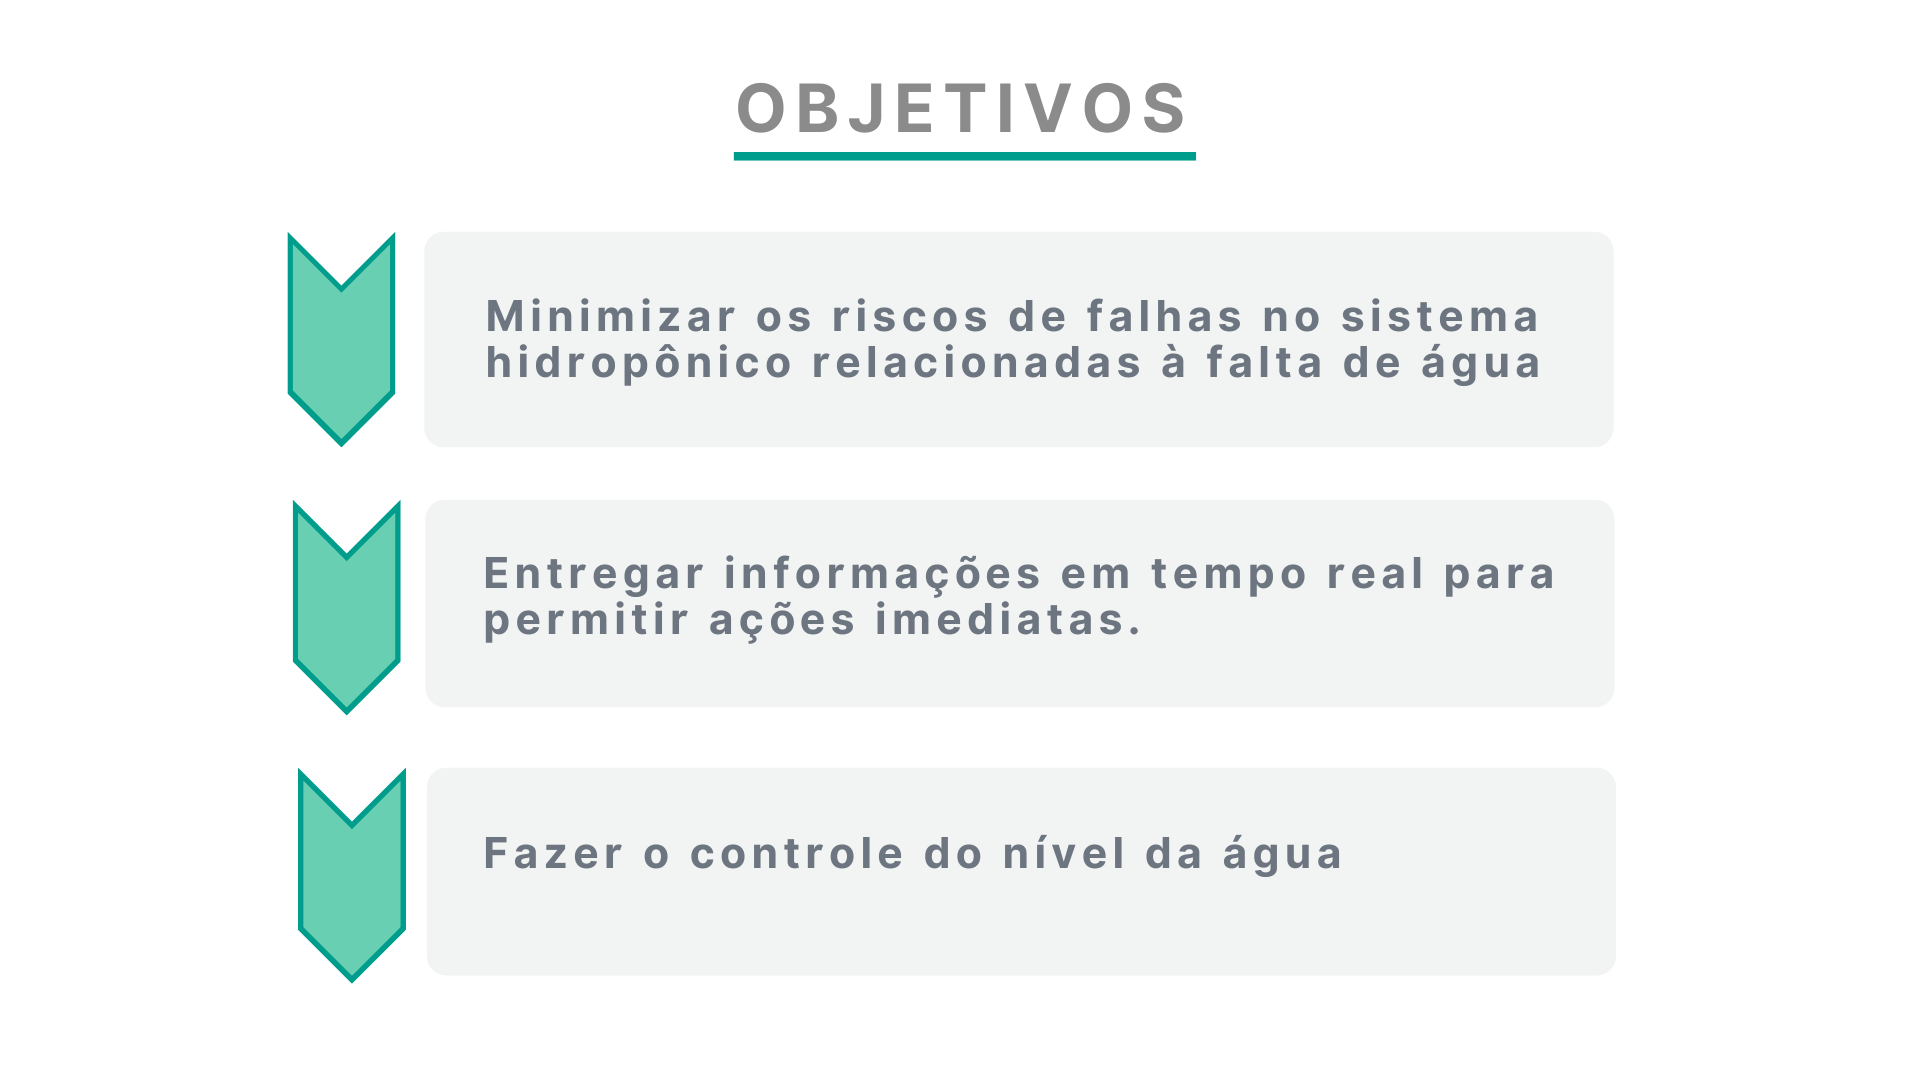 OBJETIVOS
Minimizar os riscos de falhas no sistema
hidropônico relacionadas à falta de água
Entregar informações em tempo real para
permitir ações imediatas.
Fazer o controle do nível da água